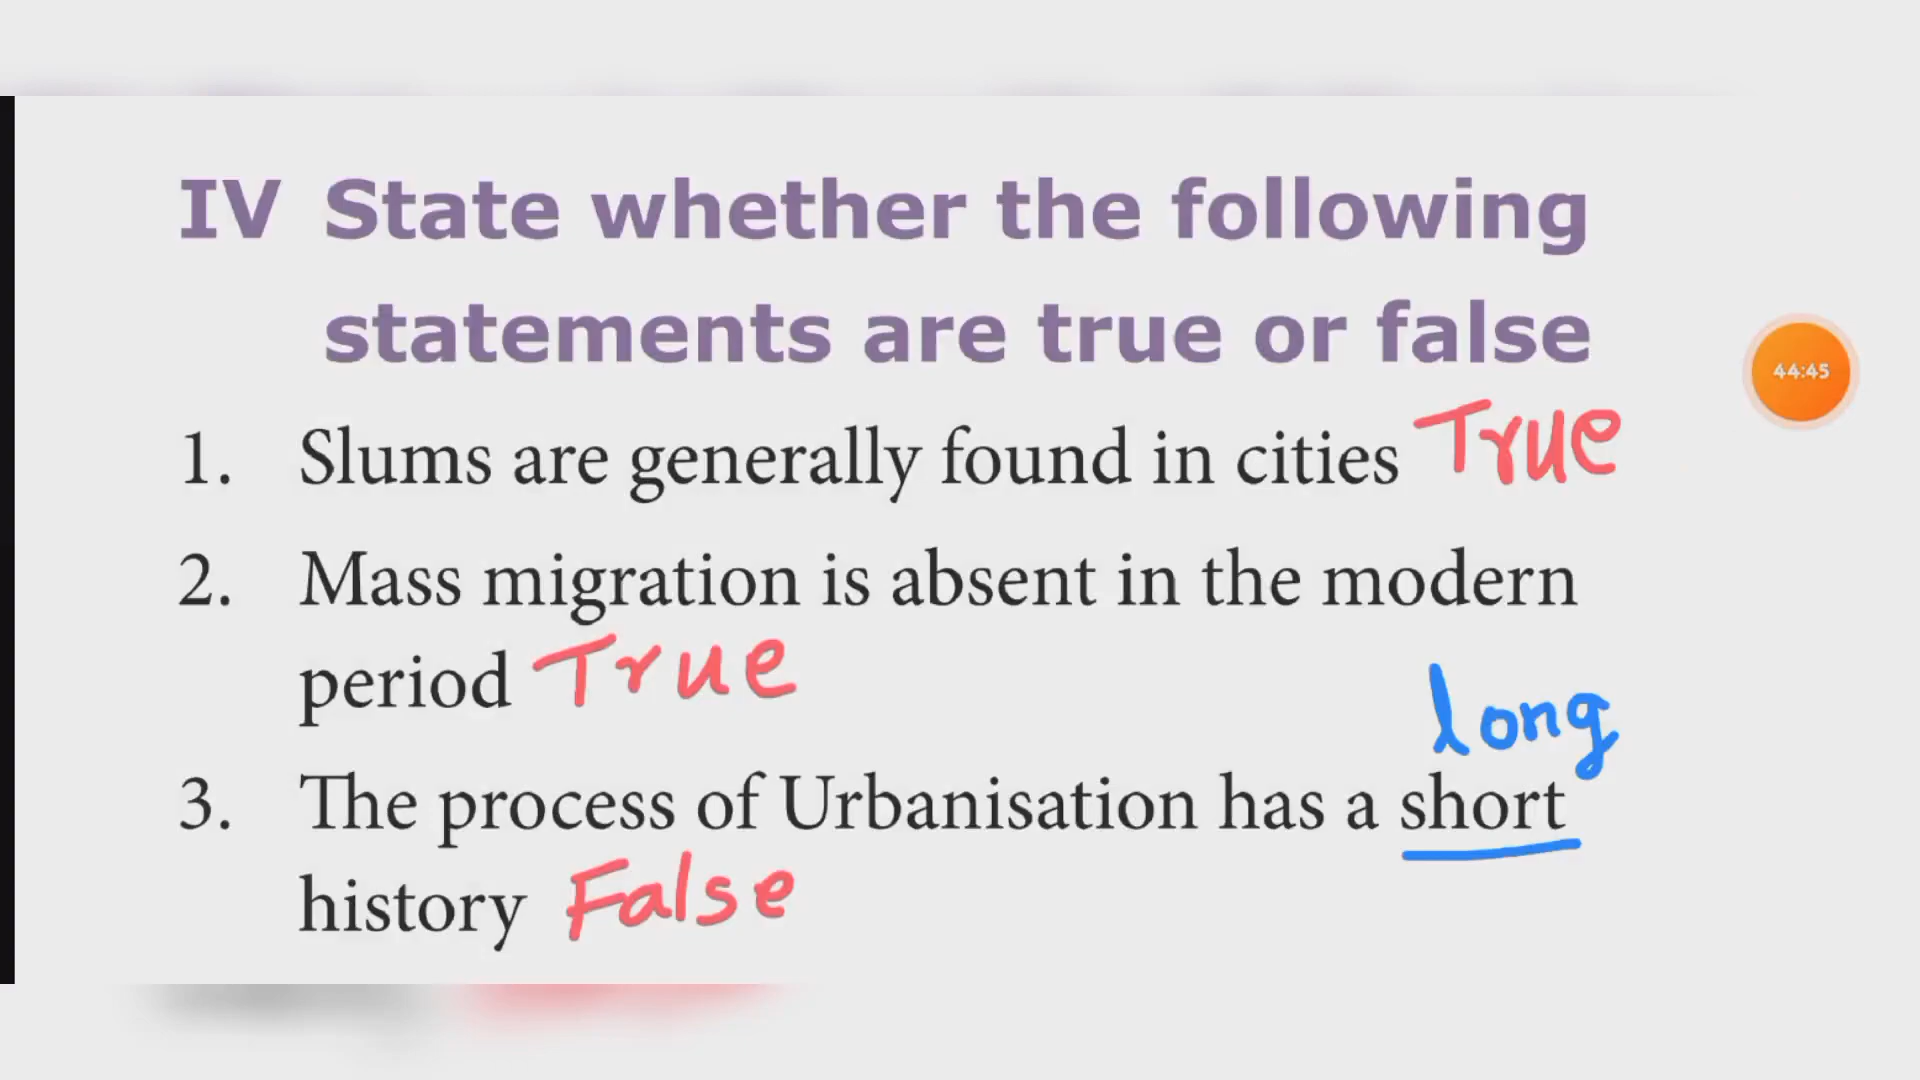 IV State whether the following
statements are true or false
44:45
1. Slums are generally found in cities True
2. Mass migration is absent in the modern
period True
long
3. The process of Urbanisation has a short
history False